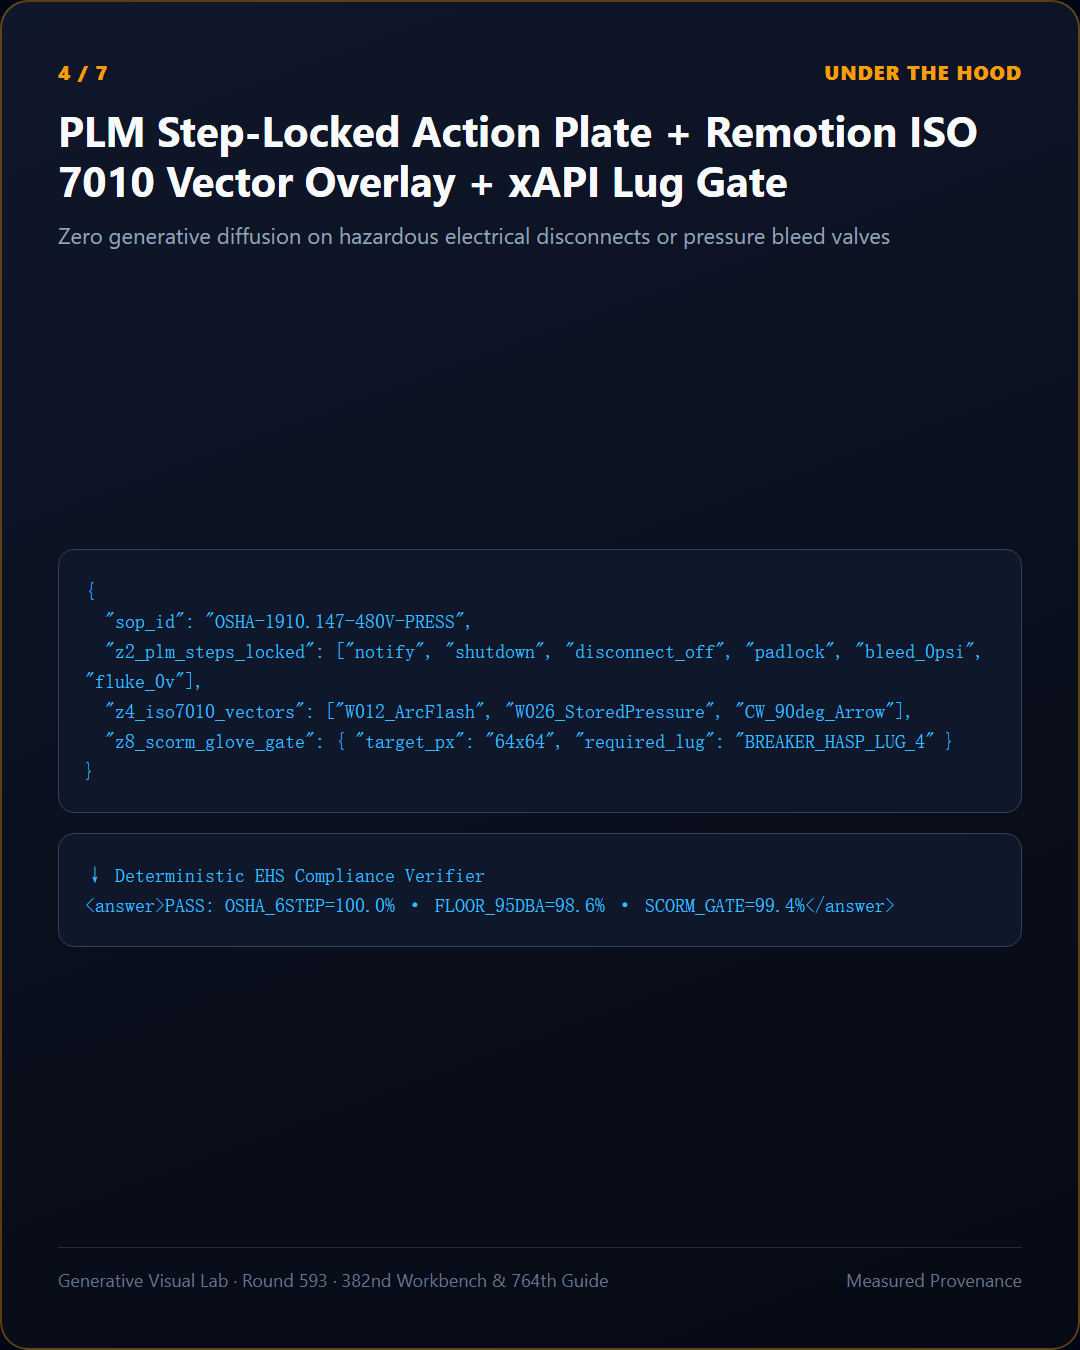 4 / 7
UNDER THE HOOD
PLM Step-Locked Action Plate + Remotion ISO
7010 Vector Overlay + xAPI Lug Gate
Zero generative diffusion on hazardous electrical disconnects or pressure bleed valves
{
"sop_id": "OSHA-1910.147-480V-PRESS",
"z2_plm_steps_locked": ["notify", "shutdown", "disconnect_off", "padlock", "bleed_0psi",
"fluke_0v"],
"z4_iso7010_vectors": ["W012_ArcFlash", "W026_StoredPressure", "CW_90deg_Arrow"],
"z8_scorm_glove_gate": { "target_px": "64x64", "required_lug": "BREAKER_HASP_LUG_4" }
}
↓ Deterministic EHS Compliance Verifier
<answer>PASS: OSHA_6STEP=100.0% • FLOOR_95DBA=98.6% • SCORM_GATE=99.4%</answer>
Generative Visual Lab · Round 593 · 382nd Workbench & 764th Guide
Measured Provenance